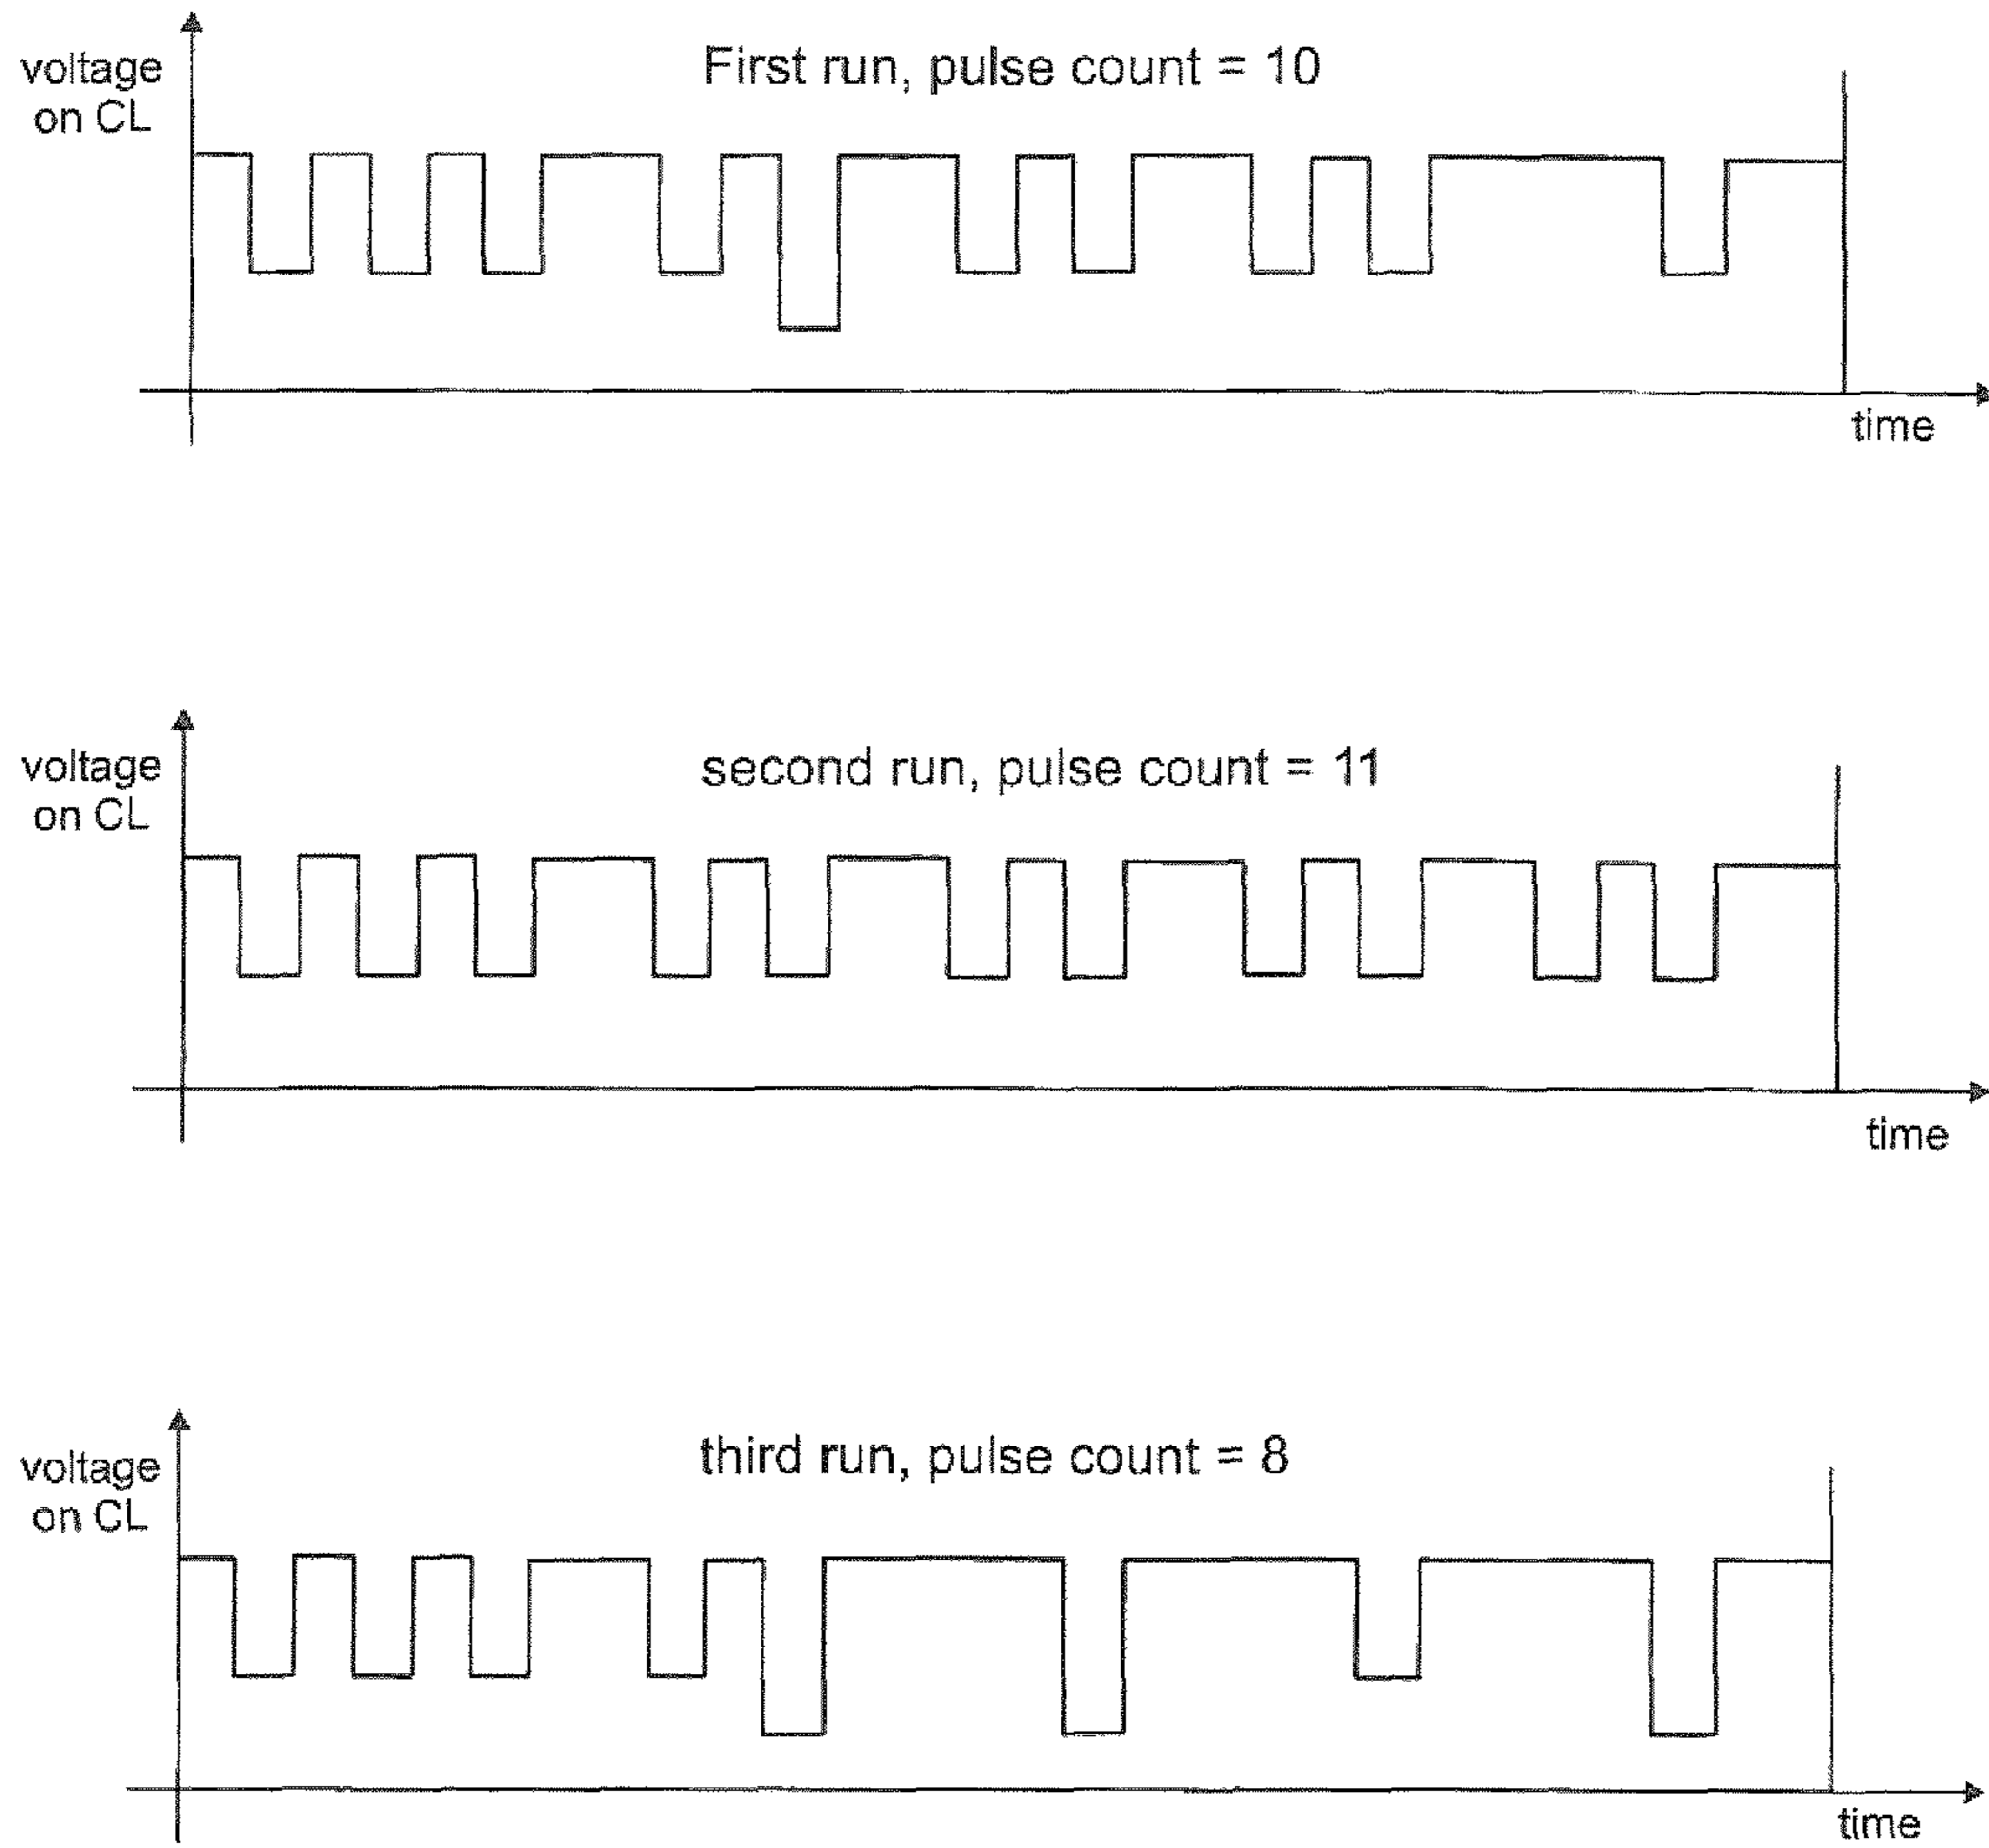 voltage
on CL
First run, pulse count = 10
time
voltage
on CL
second run, pulse count = 11
time
voltage
on CL
third run, pulse count = 8
time